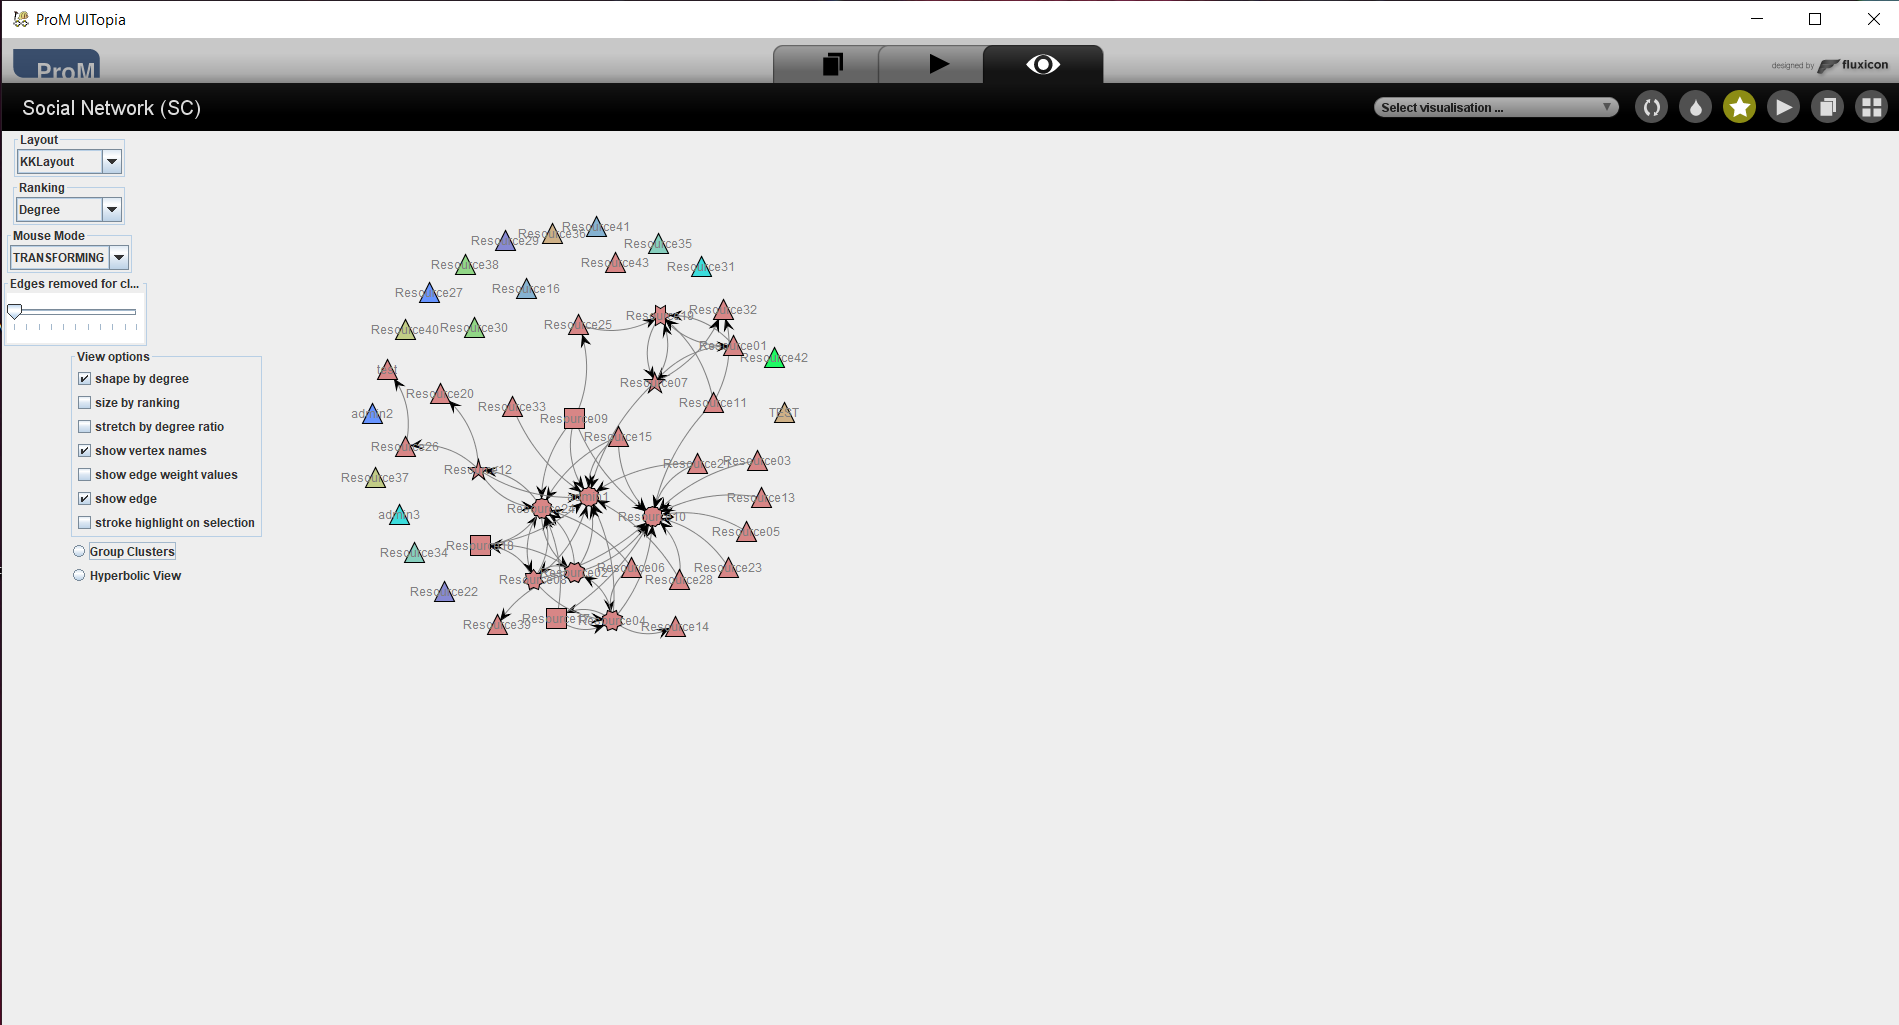 ProM UITopia
ProM
designed by fluxicon
Social Network (SC)
Select visualisation ...
Layout
KKLayout
Ranking
Degree
Mouse Mode
TRANSFORMING
Edges removed for cl...
View options
shape by degree
size by ranking
stretch by degree ratio
show vertex names
show edge weight values
show edge
stroke highlight on selection
Group Clusters
Hyperbolic View
Resource41
Resource36
Resource29
Resource35
Resource43
Resource31
Resource38
Resource16
Resource27
Resource32
Resource19
Resource25
Resource30
Resource40
Resource01
Resource42
test
Resource07
Resource20
Resource11
Resource33
TEST
admin2
Resource09
Resource15
Resource26
Resource03
Resource12
Resource37
Resource13
Resource24
admin3
Resource10
Resource05
Resource18
Resource34
Resource06
Resource23
Resource02
Resource08
Resource28
Resource22
Resource04
Resource39
Resource14